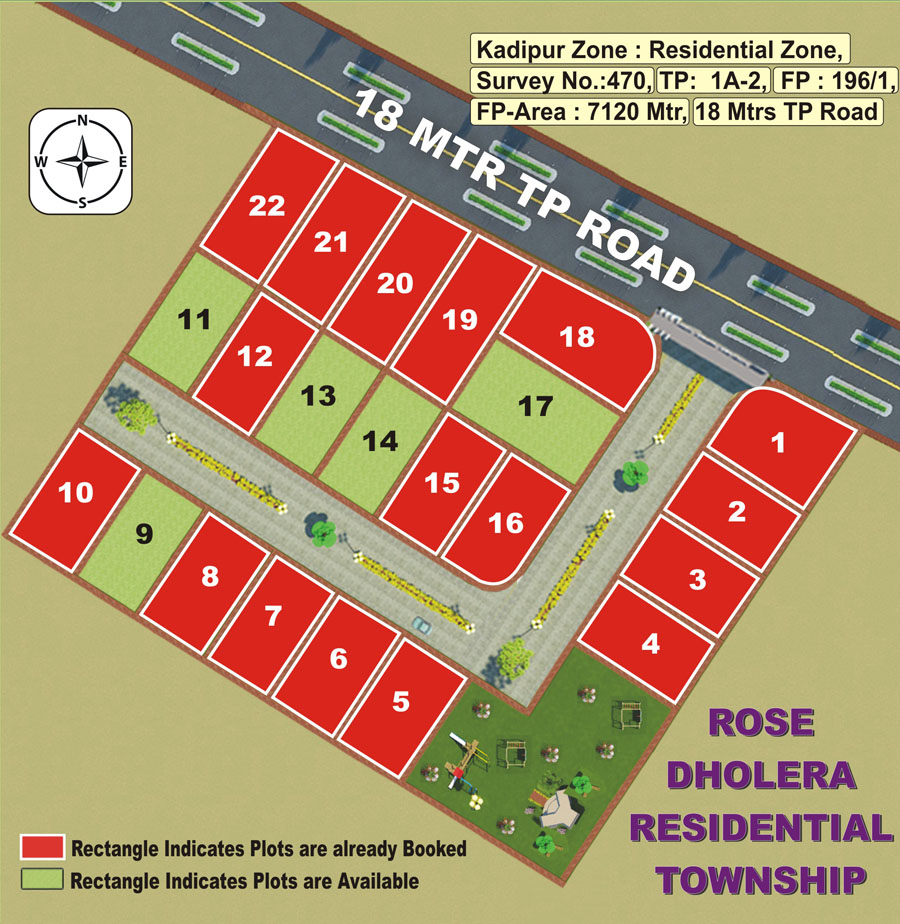 Kadipur Zone : Residential Zone,
Survey No.:470, TP: 1A-2, FP : 196/1,
FP-Area : 7120 Mtr, 18 Mtrs TP Road
18 MTR TP ROAD
N
W E
S
22
21
20
19
18
11
12
13
14
17
15
16
1
2
3
4
10
9
8
7
6
5
ROSE
DHOLERA
RESIDENTIAL
TOWNSHIP
Rectangle Indicates Plots are already Booked
Rectangle Indicates Plots are Available